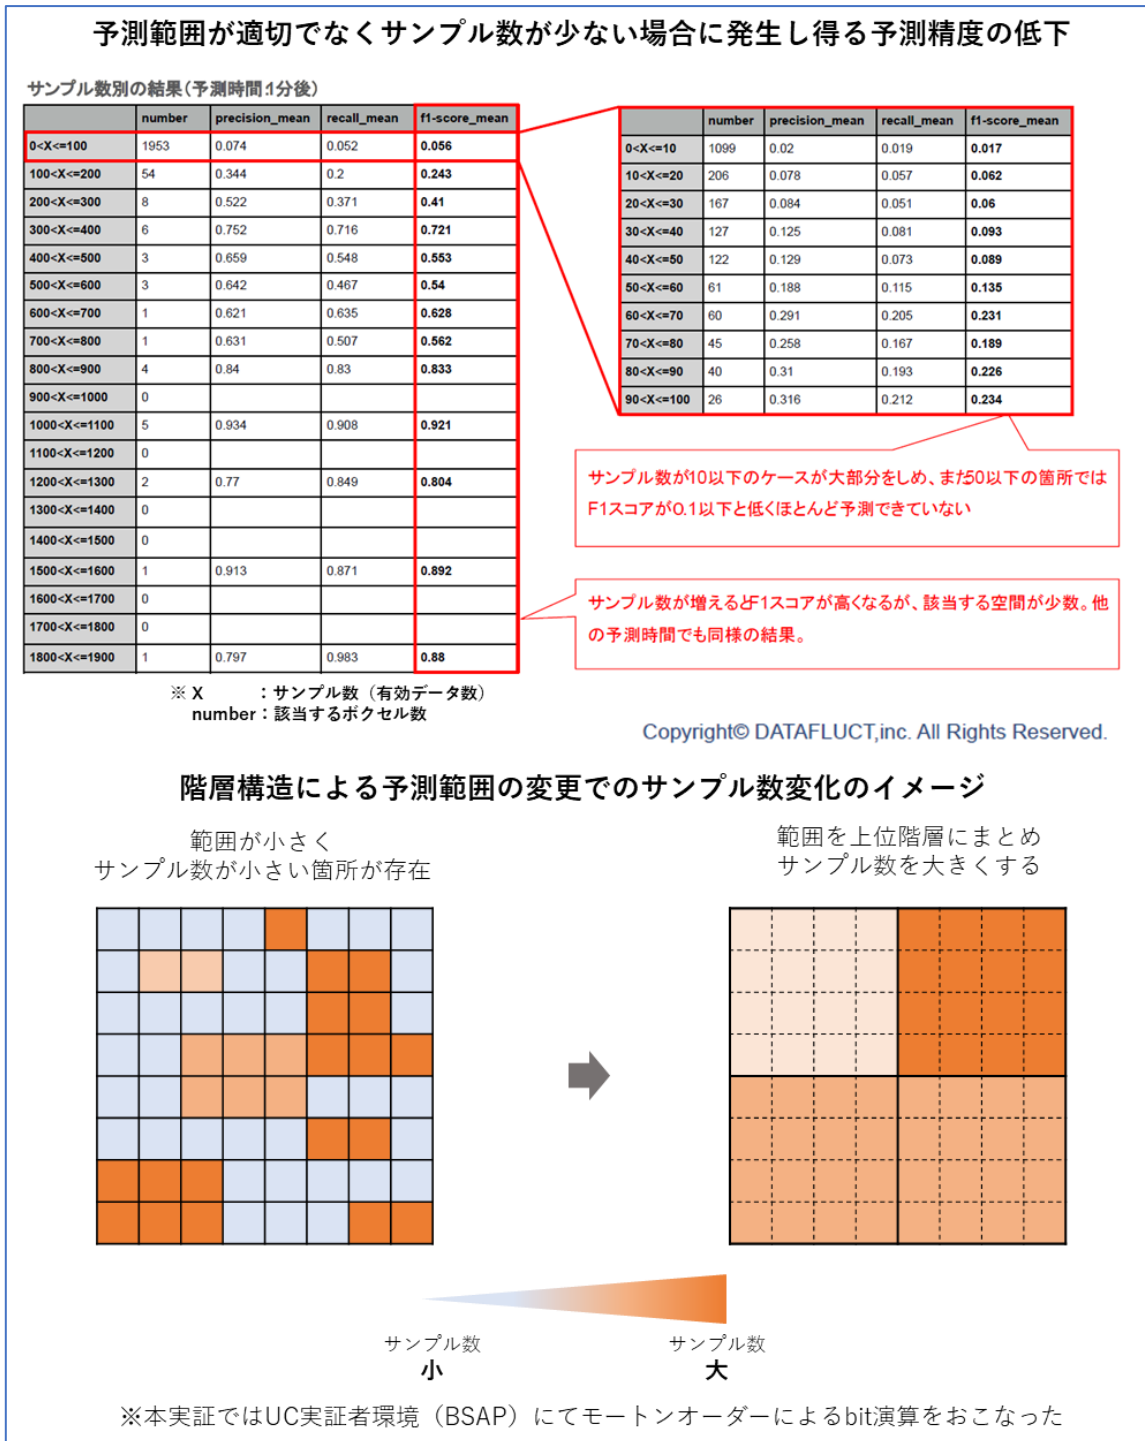 予測範囲が適切でなくサンプル数が少ない場合に発生し得る予測精度の低下
サンプル数別の結果(予測時間:1分後)
number precision_mean recall_mean f1-score_mean
0<X<=100 1953 0.074 0.052 0.056
100<X<=200 54 0.344 0.2 0.243
200<X<=300 8 0.522 0.371 0.41
300<X<=400 6 0.752 0.716 0.721
400<X<=500 3 0.659 0.548 0.553
500<X<=600 3 0.642 0.467 0.54
600<X<=700 1 0.621 0.635 0.628
700<X<=800 1 0.631 0.507 0.562
800<X<=900 4 0.84 0.83 0.833
900<X<=1000 0
1000<X<=1100 5 0.934 0.908 0.921
1100<X<=1200 0
1200<X<=1300 2 0.77 0.849 0.804
1300<X<=1400 0
1400<X<=1500 0
1500<X<=1600 1 0.913 0.871 0.892
1600<X<=1700 0
1700<X<=1800 0
1800<X<=1900 1 0.797 0.983 0.88
number precision_mean recall_mean f1-score_mean
0<X<=10 1099 0.02 0.019 0.017
10<X<=20 206 0.078 0.057 0.062
20<X<=30 167 0.084 0.051 0.06
30<X<=40 127 0.125 0.081 0.093
40<X<=50 122 0.129 0.073 0.089
50<X<=60 61 0.188 0.115 0.135
60<X<=70 60 0.291 0.205 0.231
70<X<=80 45 0.258 0.167 0.189
80<X<=90 40 0.31 0.193 0.226
90<X<=100 26 0.316 0.212 0.234
サンプル数が10以下のケースが大部分をしめ、また50以下の箇所では
F1スコアが0.1以下と低くほとんど予測できていない
サンプル数が増えるとF1スコアが高くなるが、該当する空間が少数。他
の予測時間でも同様の結果。
※ X ：サンプル数（有効データ数）
number：該当するボクセル数
Copyright© DATAFLUCT,inc. All Rights Reserved.
階層構造による予測範囲の変更でのサンプル数変化のイメージ
範囲が小さく
サンプル数が小さい箇所が存在
範囲を上位階層にまとめ
サンプル数を大きくする
サンプル数
小
サンプル数
大
※本実証ではUC実証者環境（BSAP）にてモートンオーダーによるbit演算をおこなった